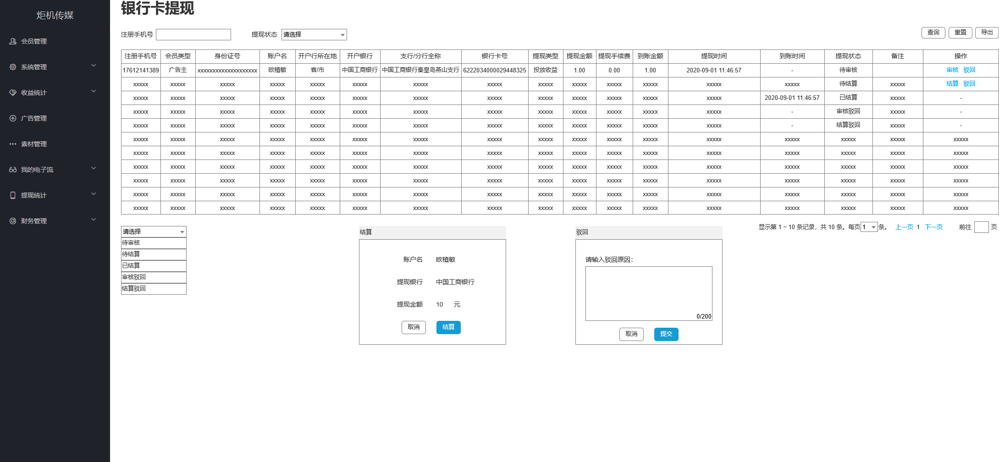 炬机传媒
会员管理
系统管理
收益统计
广告管理
素材管理
我的电子流
提现统计
财务管理
银行卡提现
注册手机号 提现状态 请选择 查询 重置 导出
注册手机号 会员类型 身份证号 账户名 开户行所在地 开户银行 支行/分行全称 银行卡号 提现类型 提现金额 提现手续费 到账金额 提现时间 到账时间 提现状态 备注 操作
17612141389 广告主 xxxxxxxxxxxxxxxxxxxx 欧植敏 省/市 中国工商银行 中国工商银行秦皇岛燕山支行 6222034000029448325 投放收益 1.00 0.00 1.00 2020-09-01 11:46:57 - 待审核 审核 驳回
xxxxx xxxxx xxxxx xxxxx xxxxx xxxxx xxxxx xxxxx xxxxx xxxxx xxxxx xxxxx xxxxx xxxxx 待结算 xxxxx 结算 驳回
xxxxx xxxxx xxxxx xxxxx xxxxx xxxxx xxxxx xxxxx xxxxx xxxxx xxxxx xxxxx xxxxx 2020-09-01 11:46:57 已结算 xxxxx -
xxxxx xxxxx xxxxx xxxxx xxxxx xxxxx xxxxx xxxxx xxxxx xxxxx xxxxx xxxxx xxxxx - 审核驳回 xxxxx -
xxxxx xxxxx xxxxx xxxxx xxxxx xxxxx xxxxx xxxxx xxxxx xxxxx xxxxx xxxxx xxxxx - 结算驳回 xxxxx -
xxxxx xxxxx xxxxx xxxxx xxxxx xxxxx xxxxx xxxxx xxxxx xxxxx xxxxx xxxxx xxxxx xxxxx xxxxx xxxxx xxxxx
xxxxx xxxxx xxxxx xxxxx xxxxx xxxxx xxxxx xxxxx xxxxx xxxxx xxxxx xxxxx xxxxx xxxxx xxxxx xxxxx xxxxx
xxxxx xxxxx xxxxx xxxxx xxxxx xxxxx xxxxx xxxxx xxxxx xxxxx xxxxx xxxxx xxxxx xxxxx xxxxx xxxxx xxxxx
xxxxx xxxxx xxxxx xxxxx xxxxx xxxxx xxxxx xxxxx xxxxx xxxxx xxxxx xxxxx xxxxx xxxxx xxxxx xxxxx xxxxx
xxxxx xxxxx xxxxx xxxxx xxxxx xxxxx xxxxx xxxxx xxxxx xxxxx xxxxx xxxxx xxxxx xxxxx xxxxx xxxxx xxxxx
xxxxx xxxxx xxxxx xxxxx xxxxx xxxxx xxxxx xxxxx xxxxx xxxxx xxxxx xxxxx xxxxx xxxxx xxxxx xxxxx xxxxx
显示第 1 ~ 10 条记录，共 10 条。每页 1 条。 上一页 1 下一页 前往 页
请选择
待审核
待结算
已结算
审核驳回
结算驳回
结算
账户名 欧植敏
提现银行 中国工商银行
提现金额 10 元
取消 结算
驳回
请输入驳回原因：
0/200
取消 提交